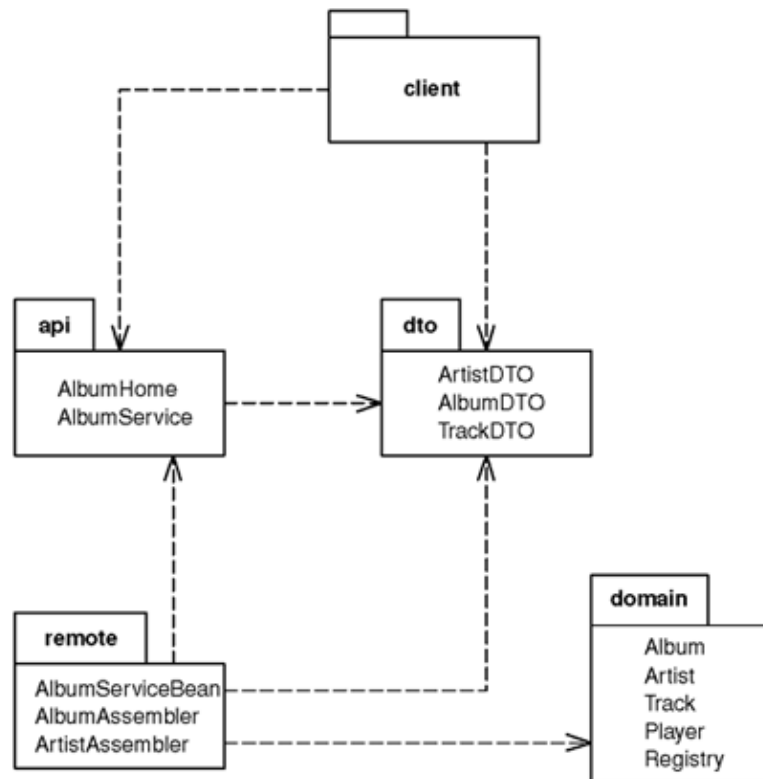 client
api
AlbumHome
AlbumService
dto
ArtistDTO
AlbumDTO
TrackDTO
remote
AlbumServiceBean
AlbumAssembler
ArtistAssembler
domain
Album
Artist
Track
Player
Registry